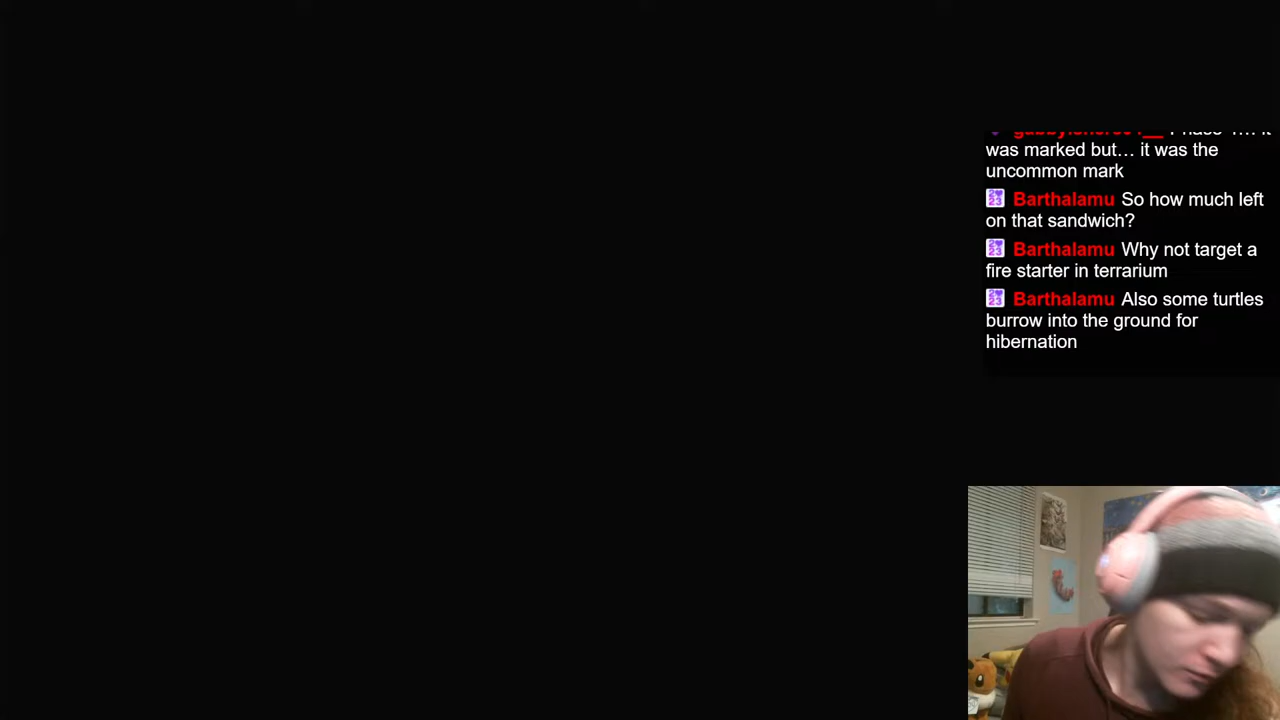 was marked but… it was the
uncommon mark
Barthalamu So how much left
on that sandwich?
Barthalamu Why not target a
fire starter in terrarium
Barthalamu Also some turtles
burrow into the ground for
hibernation